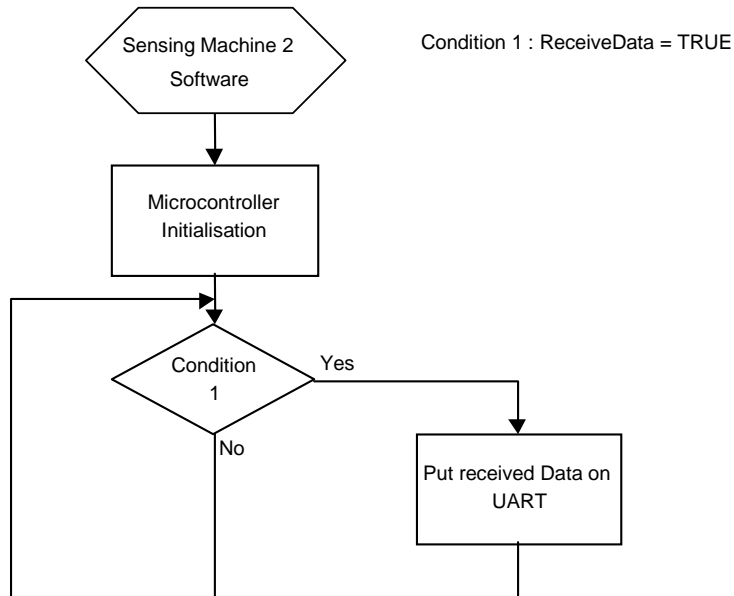 Sensing Machine 2
Software
Condition 1 : ReceiveData = TRUE
Microcontroller
Initialisation
Condition
1
Yes
No
Put received Data on
UART